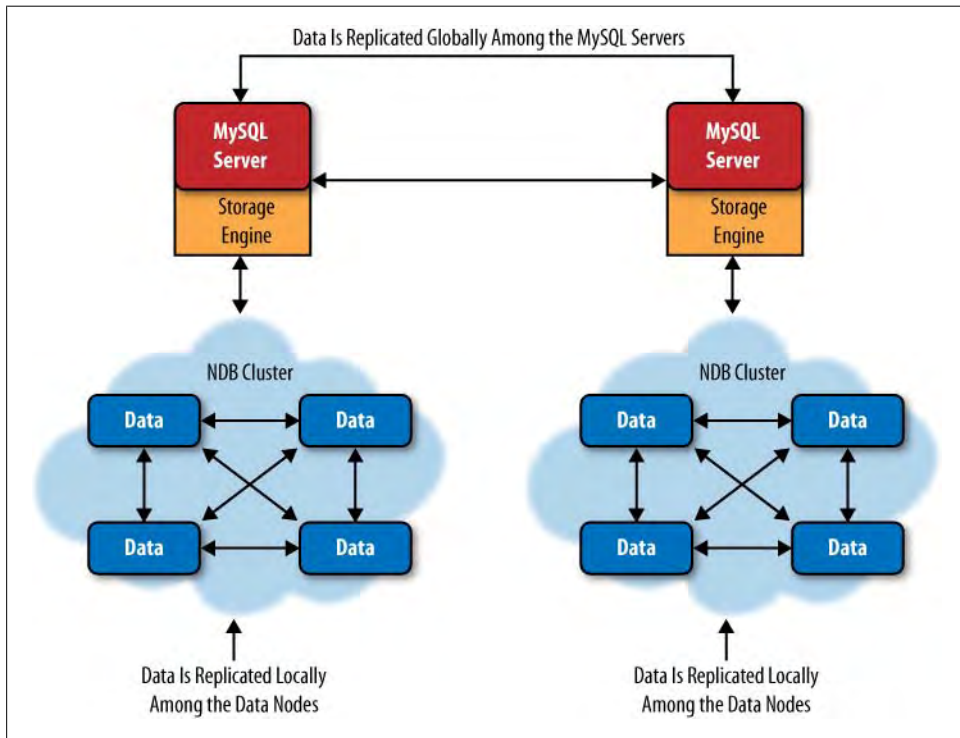 Data Is Replicated Globally Among the MySQL Servers
MySQL
Server
MySQL
Server
Storage
Engine
Storage
Engine
NDB Cluster
NDB Cluster
Data
Data
Data
Data
Data
Data
Data
Data
Data Is Replicated Locally
Among the Data Nodes
Data Is Replicated Locally
Among the Data Nodes